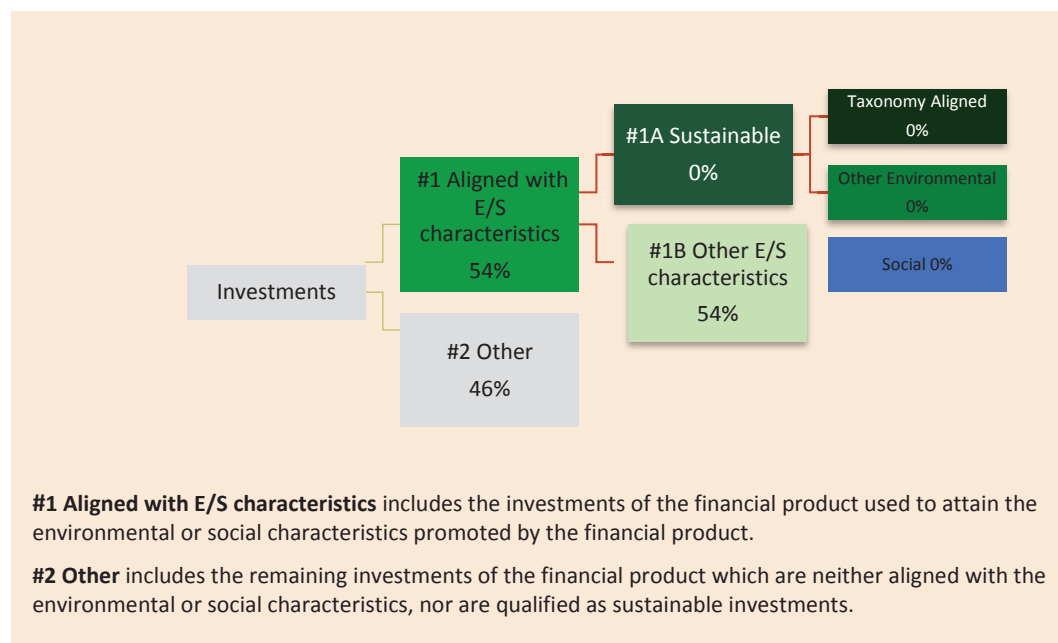 Taxonomy Aligned
0%
#1A Sustainable
0%
Other Environmental
0%
#1 Aligned with
E/S
characteristics
54%
#1B Other E/S
characteristics
54%
Social 0%
Investments
#2 Other
46%
#1 Aligned with E/S characteristics includes the investments of the financial product used to attain the
environmental or social characteristics promoted by the financial product.
#2 Other includes the remaining investments of the financial product which are neither aligned with the
environmental or social characteristics, nor are qualified as sustainable investments.